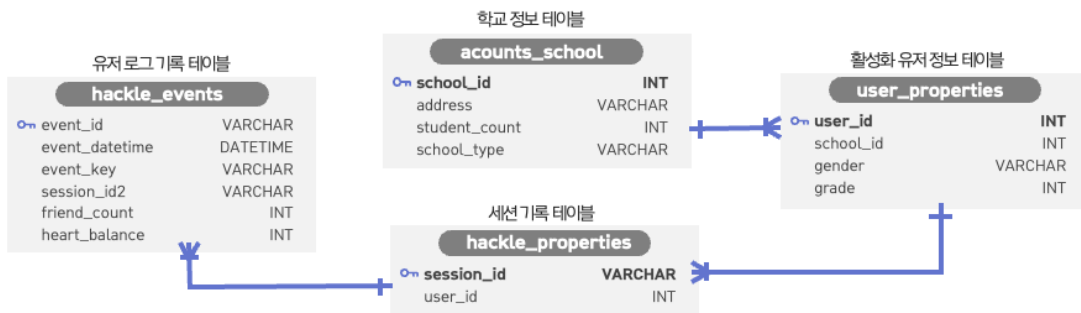 학교 정보 테이블
acounts_school
school_id INT
address VARCHAR
student_count INT
school_type VARCHAR
유저 로그 기록 테이블
hackle_events
event_id VARCHAR
event_datetime DATETIME
event_key VARCHAR
session_id2 VARCHAR
friend_count INT
heart_balance INT
활성화 유저 정보 테이블
user_properties
user_id INT
school_id INT
gender VARCHAR
grade INT
세션 기록 테이블
hackle_properties
session_id VARCHAR
user_id INT